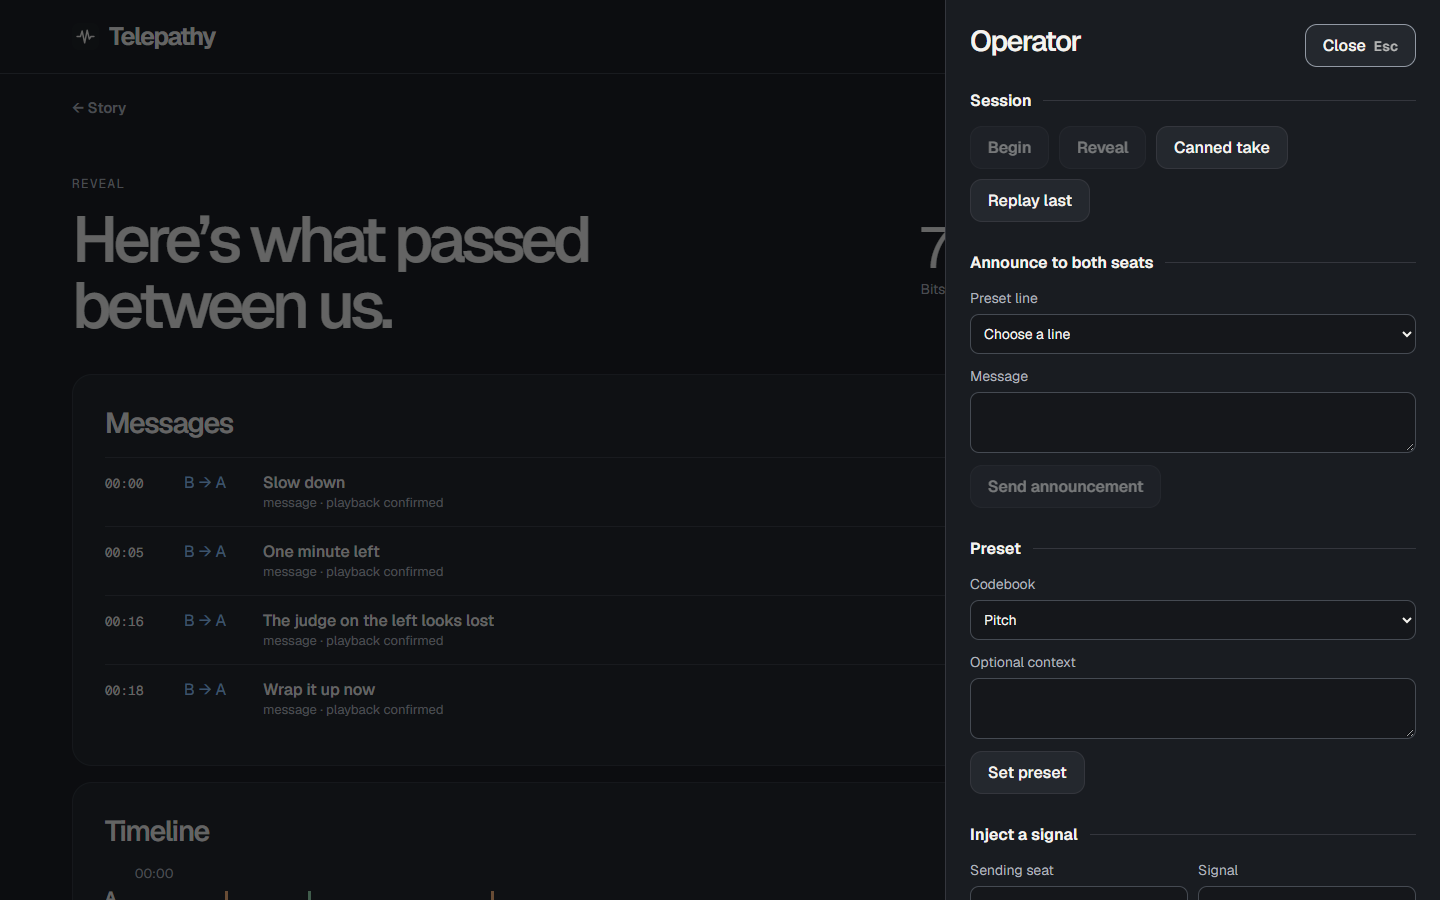 Telepathy
← Story
REVEAL
Here’s what passed
between us.
7
Bits
Messages
00:00 B → A Slow down
message · playback confirmed
00:05 B → A One minute left
message · playback confirmed
00:16 B → A The judge on the left looks lost
message · playback confirmed
00:18 B → A Wrap it up now
message · playback confirmed
Timeline
00:00
A
Operator
Close Esc
Session
Begin Reveal Canned take
Replay last
Announce to both seats
Preset line
Choose a line
Message
Send announcement
Preset
Codebook
Pitch
Optional context
Set preset
Inject a signal
Sending seat Signal